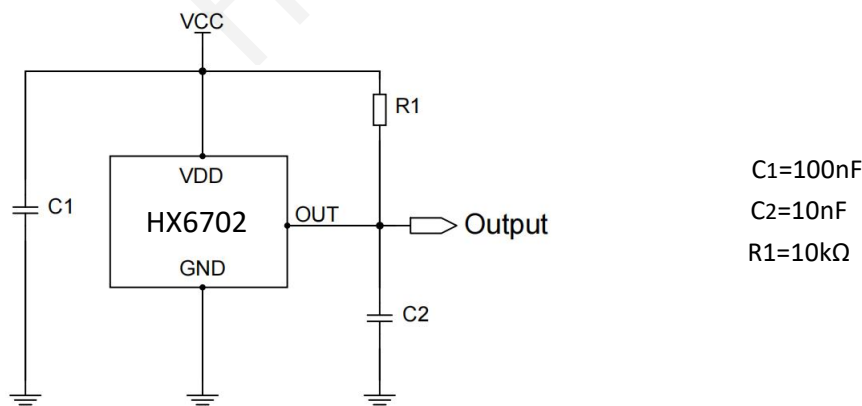 VCC
R1
C1=100nF
VDD
C1
C2=10nF
HX6702
OUT
Output
R1=10kΩ
GND
C2